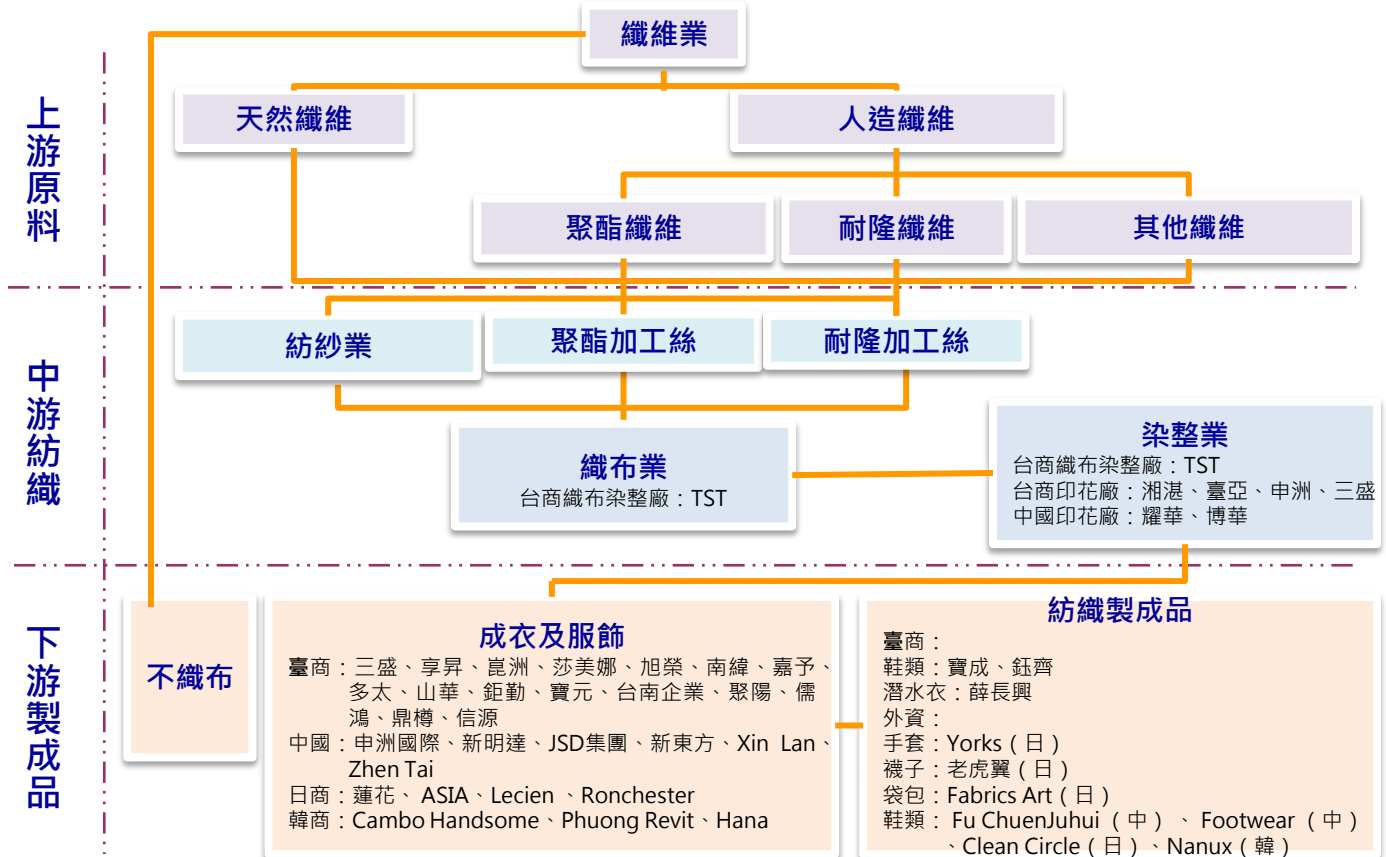 纖維業
上游原料
天然纖維
人造纖維
聚酯纖維
耐隆纖維
其他纖維
中游紡織
紡紗業
聚酯加工絲
耐隆加工絲
織布業
台商織布染整廠：TST
染整業
台商織布染整廠：TST
台商印花廠：湘湛、臺亞、申洲、三盛
中國印花廠：耀華、博華
下游製成品
不織布
成衣及服飾
臺商：三盛、享昇、崑洲、莎美娜、旭榮、南緯、嘉予、
多太、山華、鉅勤、寶元、台南企業、聚陽、儒
鴻、鼎樽、信源
中國：申洲國際、新明達、JSD集團、新東方、Xin Lan、
Zhen Tai
日商：蓮花、 ASIA、Lecien 、Ronchester
韓商：Cambo Handsome、Phuong Revit、Hana
紡織製成品
臺商：
鞋類：寶成、鈺齊
潛水衣：薛長興
外資：
手套：Yorks（日）
襪子：老虎翼（日）
袋包：Fabrics Art（日）
鞋類： Fu ChuenJuhui （中） 、 Footwear （中）
、Clean Circle（日）、Nanux（韓）